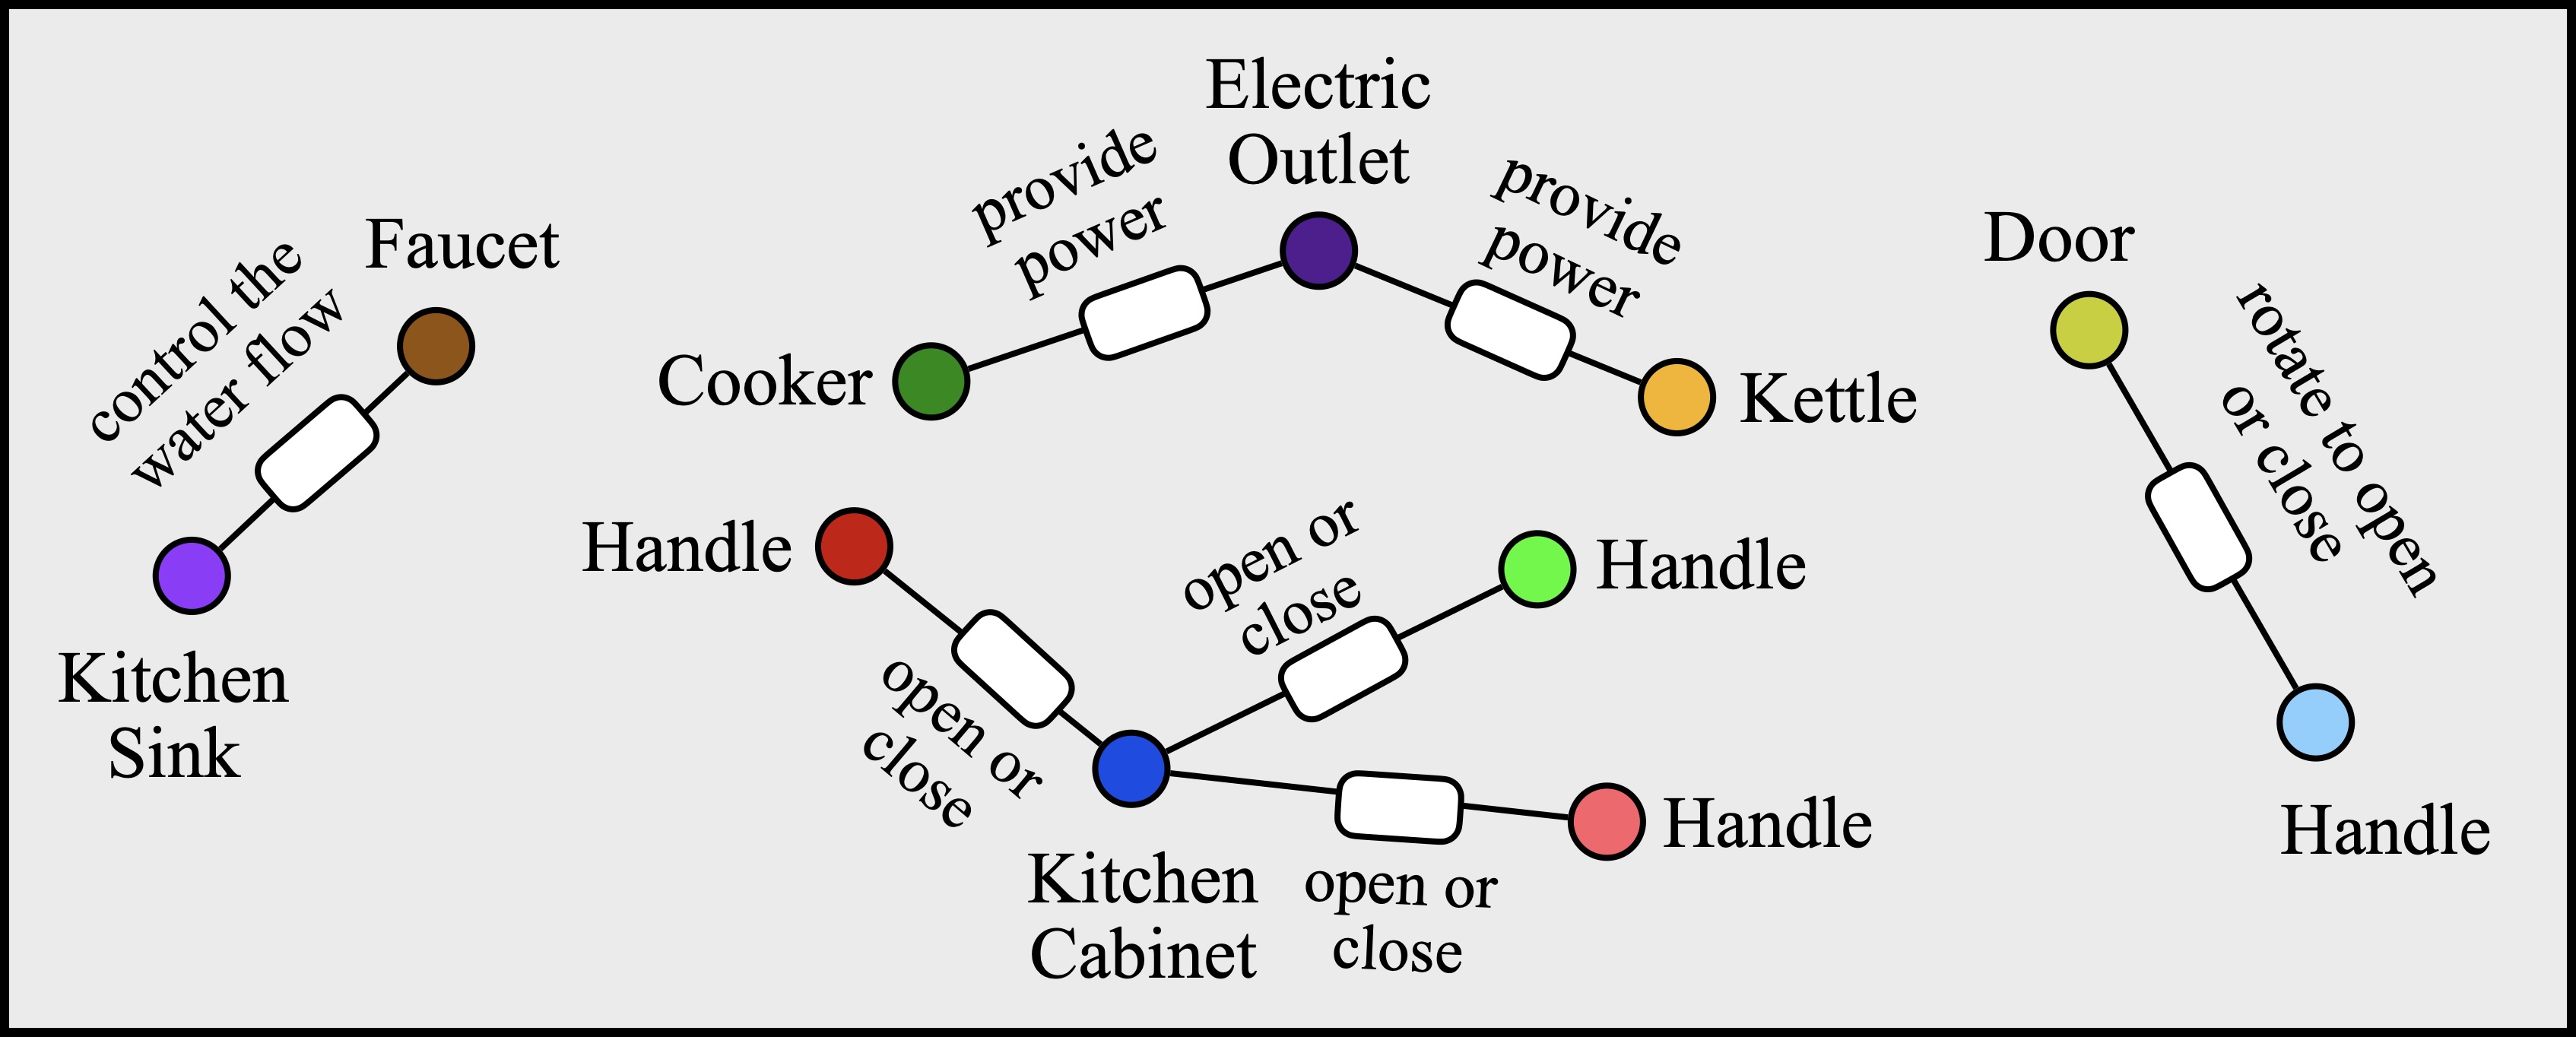 control the
water flow
Faucet
Kitchen
Sink
provide
power
Electric
Outlet
provide
power
Cooker
Kettle
Handle
open or
close
open or
close
Handle
Kitchen
Cabinet
open or
close
Handle
Door
rotate to open
or close
Handle